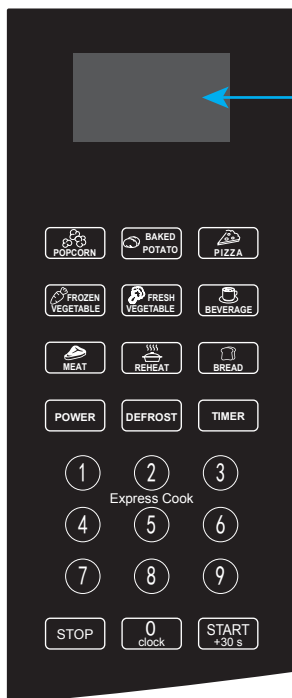 POPCORN
BAKED
POTATO
PIZZA
FROZEN
VEGETABLE
FRESH
VEGETABLE
BEVERAGE
MEAT
REHEAT
BREAD
POWER
DEFROST
TIMER
1
2
3
Express Cook
4
5
6
7
8
9
STOP
0
clock
START
+30 s